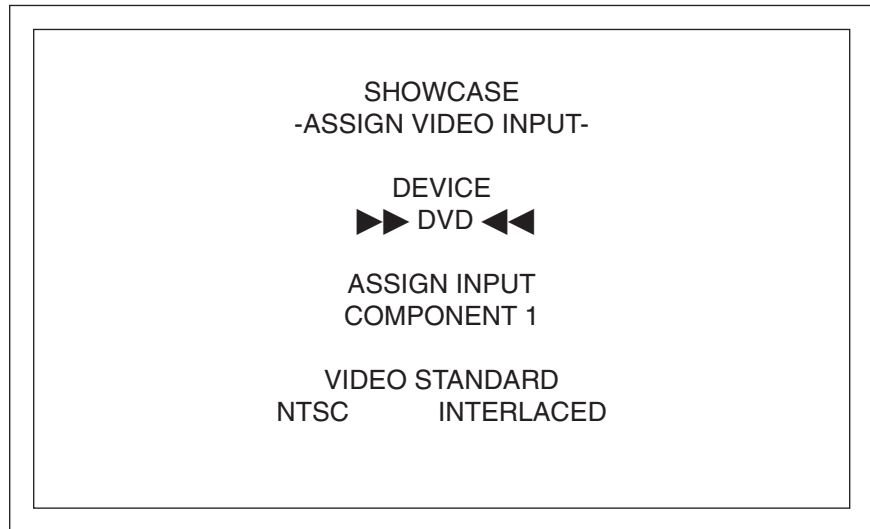 SHOWCASE
-ASSIGN VIDEO INPUT-
DEVICE
▶▶ DVD ◀◀
ASSIGN INPUT
COMPONENT 1
VIDEO STANDARD
NTSC INTERLACED